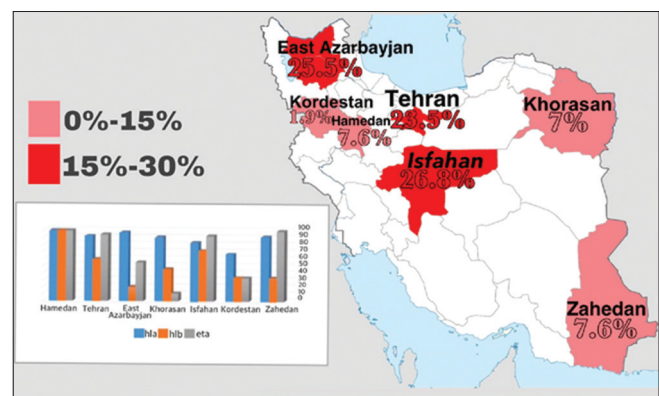 East Azarbayjan
25.5%
Kordestan
1.9%
Hamedan
7.6%
Tehran
23.5%
Khorasan
7%
Isfahan
26.8%
Zahedan
7.6%
0%-15%
15%-30%
100
90
80
70
60
50
40
30
20
10
0
Hamedan Tehran East Azarbayjan Khorasan Isfahan Kordestan Zahedan
hla hlb eta